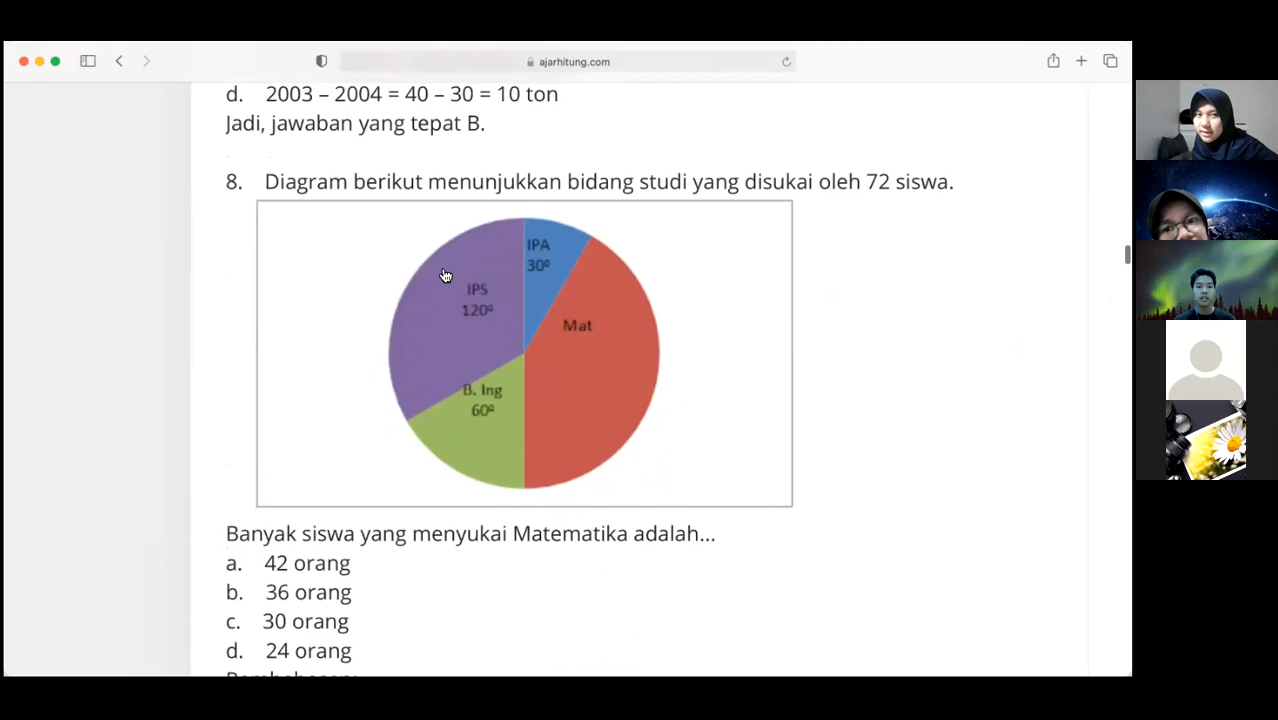 ajarhitung.com
d. 2003 – 2004 = 40 – 30 = 10 ton
Jadi, jawaban yang tepat B.
8. Diagram berikut menunjukkan bidang studi yang disukai oleh 72 siswa.
IPA
30º
IPS
120º
Mat
B. Ing
60º
Banyak siswa yang menyukai Matematika adalah...
a. 42 orang
b. 36 orang
c. 30 orang
d. 24 orang